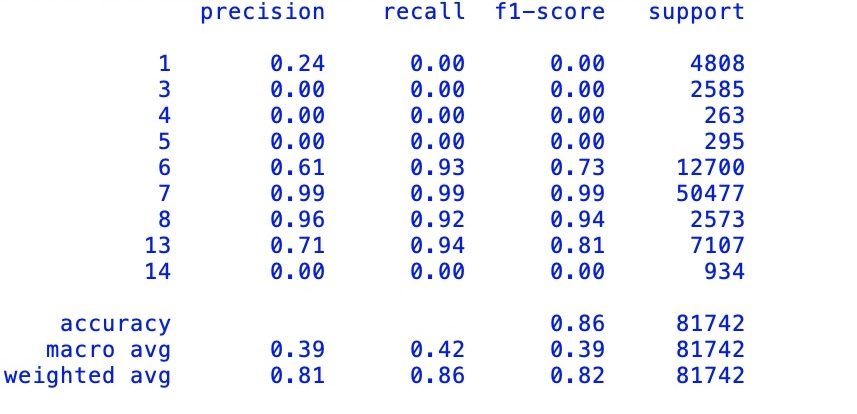 precision recall f1-score support
1 0.24 0.00 0.00 4808
3 0.00 0.00 0.00 2585
4 0.00 0.00 0.00 263
5 0.00 0.00 0.00 295
6 0.61 0.93 0.73 12700
7 0.99 0.99 0.99 50477
8 0.96 0.92 0.94 2573
13 0.71 0.94 0.81 7107
14 0.00 0.00 0.00 934
accuracy 0.86 81742
macro avg 0.39 0.42 0.39 81742
weighted avg 0.81 0.86 0.82 81742